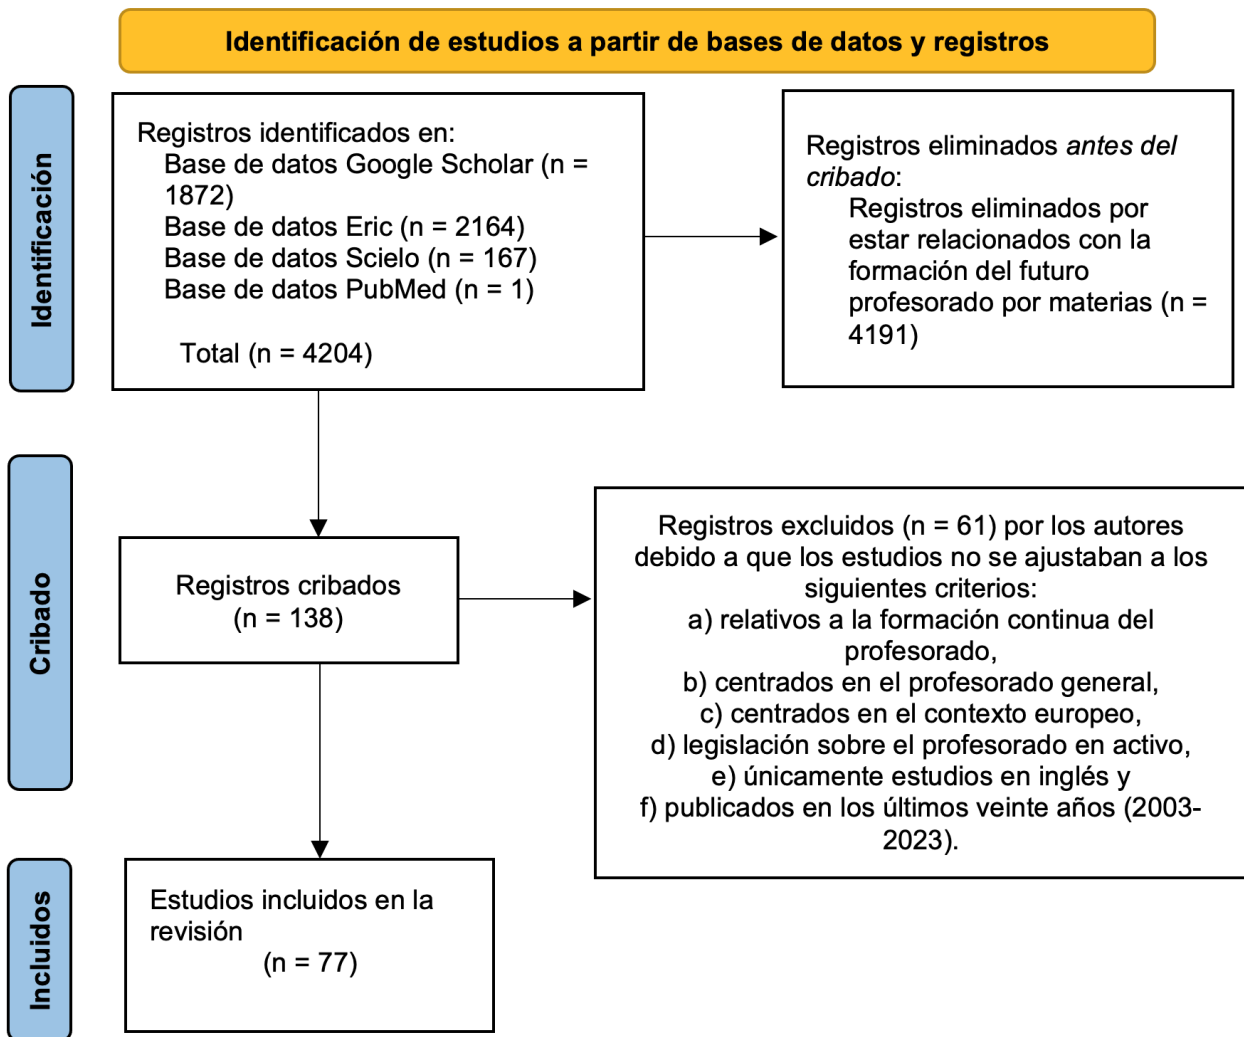 Identificación de estudios a partir de bases de datos y registros
Identificación
Registros identificados en:
Base de datos Google Scholar (n =
1872)
Base de datos Eric (n = 2164)
Base de datos Scielo (n = 167)
Base de datos PubMed (n = 1)
Total (n = 4204)
Registros eliminados antes del
cribado:
Registros eliminados por
estar relacionados con la
formación del futuro
profesorado por materias (n =
4191)
Cribado
Registros cribados
(n = 138)
Registros excluidos (n = 61) por los autores
debido a que los estudios no se ajustaban a los
siguientes criterios:
a) relativos a la formación continua del
profesorado,
b) centrados en el profesorado general,
c) centrados en el contexto europeo,
d) legislación sobre el profesorado en activo,
e) únicamente estudios en inglés y
f) publicados en los últimos veinte años (2003-
2023).
Incluidos
Estudios incluidos en la
revisión
(n = 77)